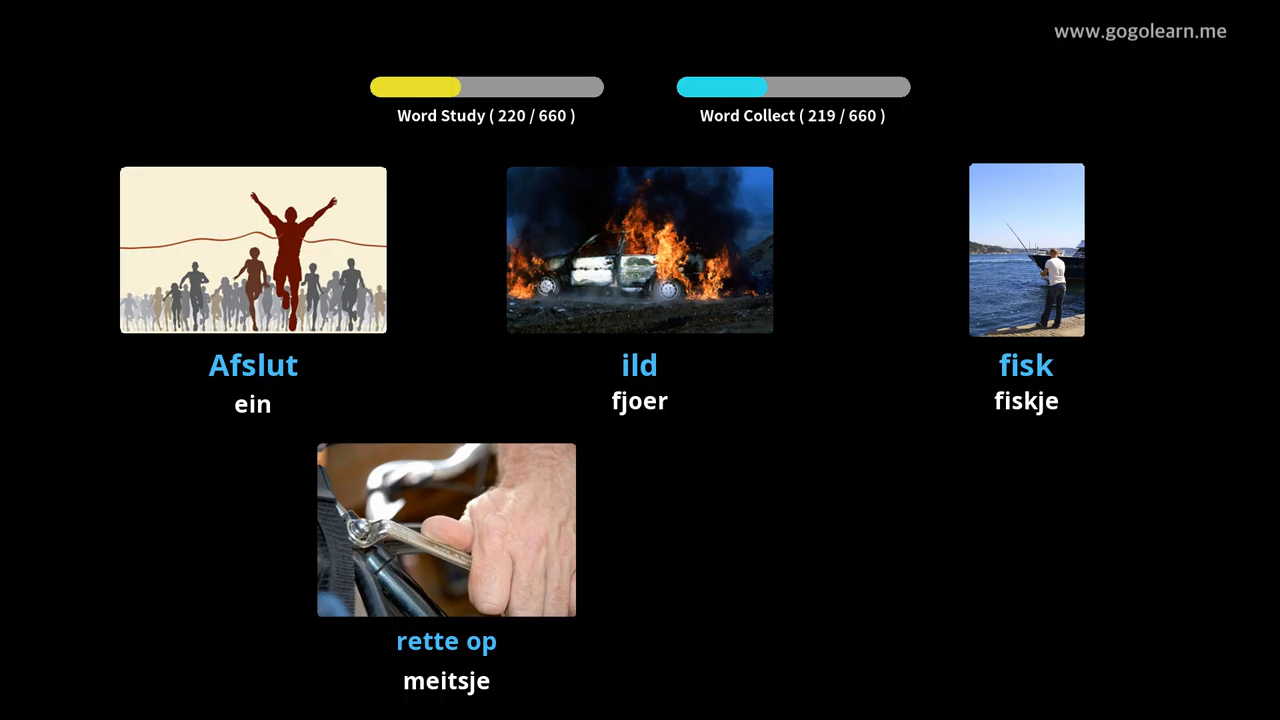 www.gogolearn.me
Word Study ( 220 / 660 )
Word Collect ( 219 / 660 )
Afslut
ein
ild
fjoer
fisk
fiskje
rette op
meitsje